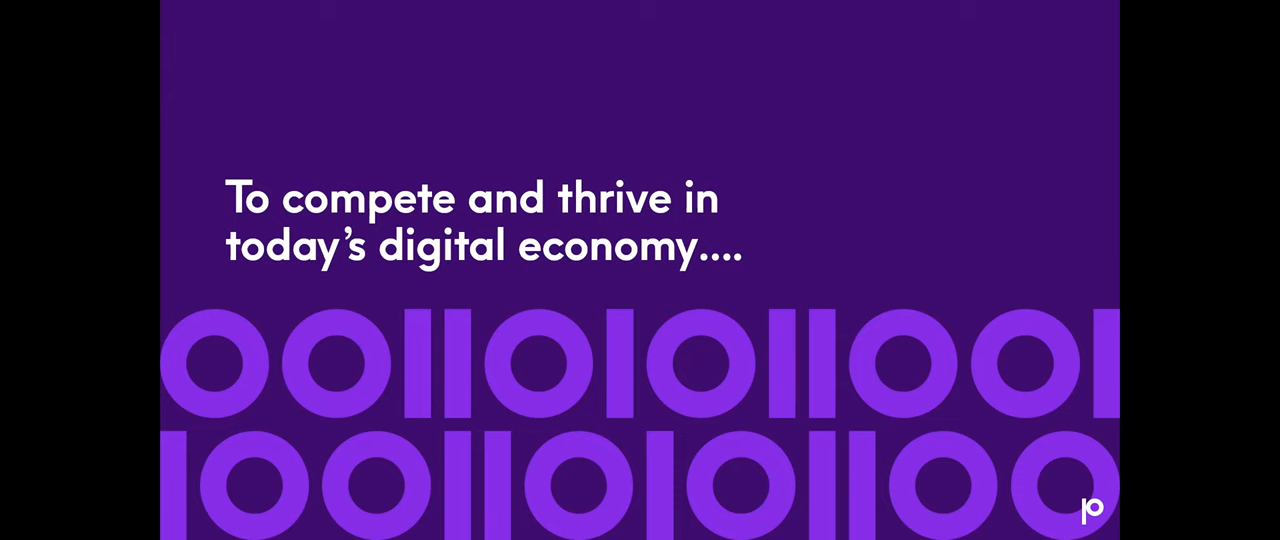 To compete and thrive in
today’s digital economy....